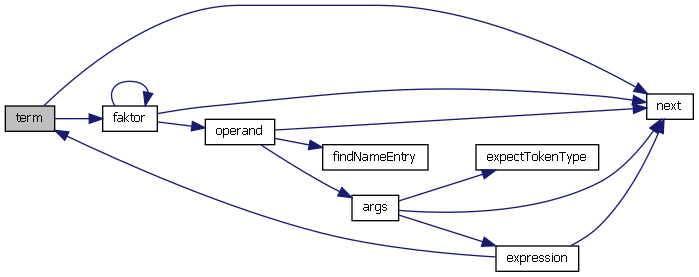 term
faktor
next
operand
findNameEntry
expectTokenType
args
expression